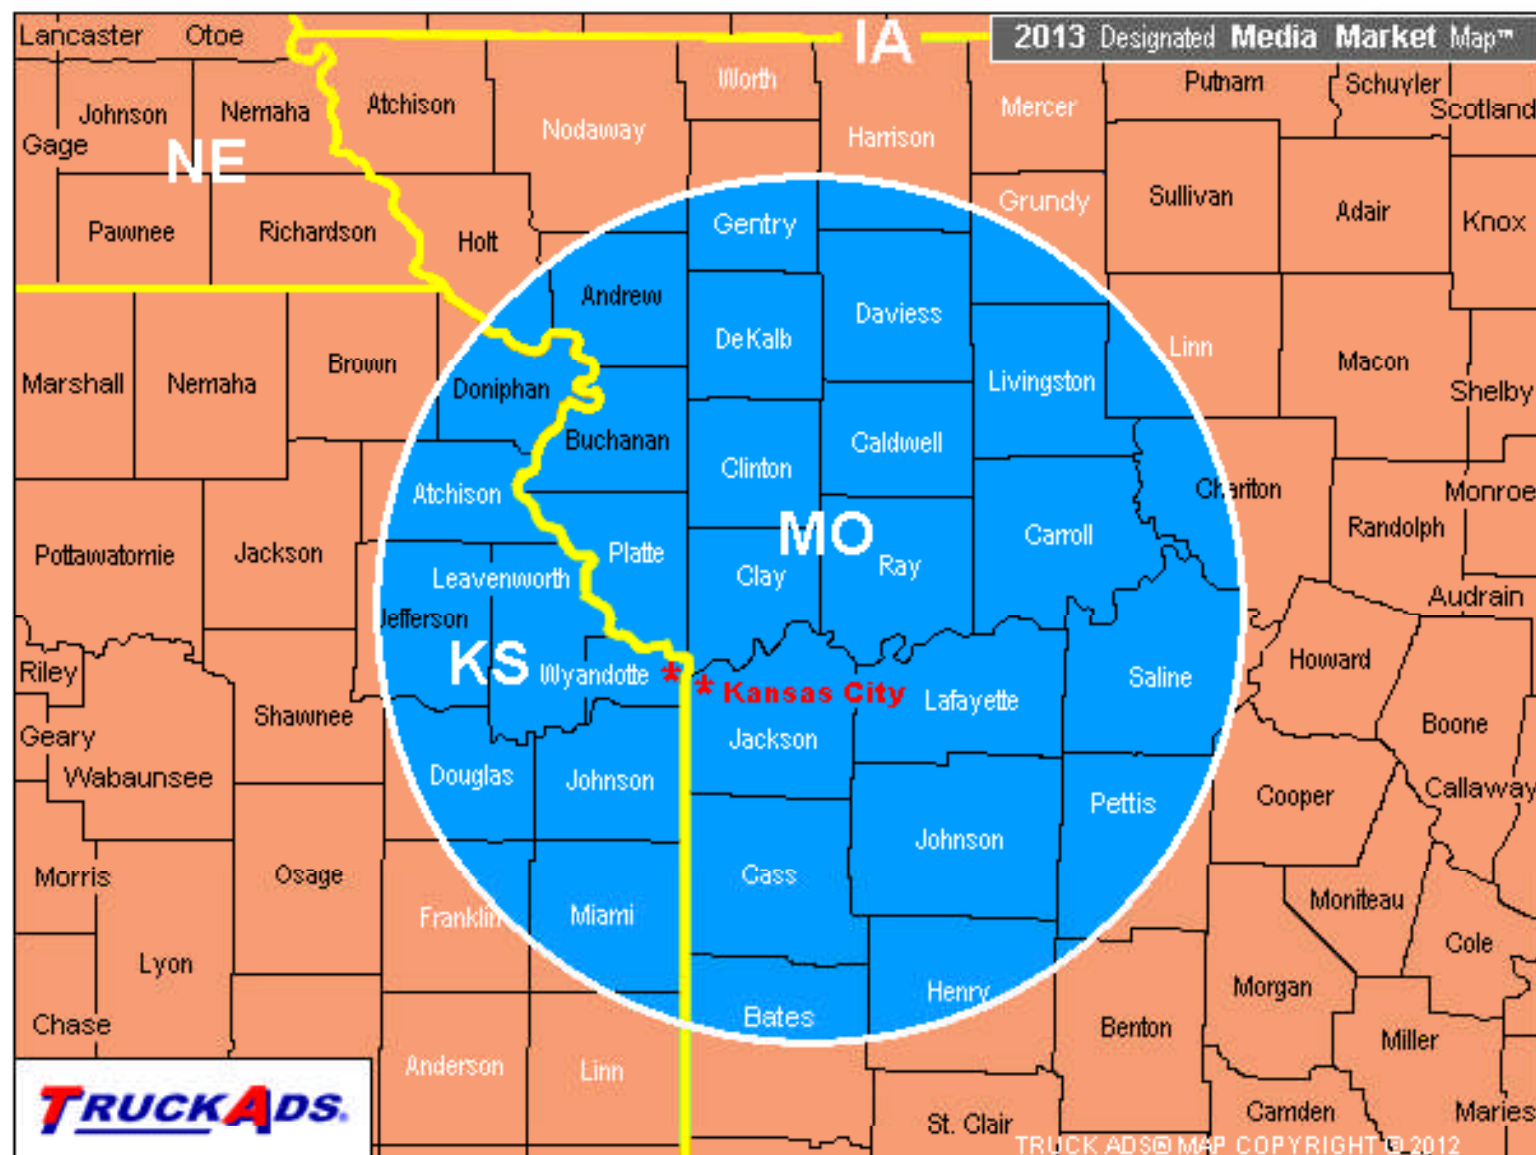 Lancaster Otoe IA 2013 Designated Media Market Map™
Johnson Nemaha Atchison Worth Putnam Schuyler
Gage NE Nodaway Harrison Mercer Scotland
Pawnee Richardson Holt Gentry Grundy Sullivan Adair Knox
Andrew Daviess
Marshall Nemaha Brown Doniphan DeKalb Livingston Linn Macon Shelby
Buchanan Clinton Caldwell
Atchison Chariton Monroe
Pottawatomie Jackson Platte MO Carroll Randolph
Leavenworth Clay Ray
Jefferson Audrain
Riley KS Wyandotte * * Kansas City Lafayette Saline Howard
Shawnee Jackson Boone
Geary Wabaunsee Douglas Johnson Pettis Cooper Callaway
Johnson
Morris Osage Cass Moniteau
Franklin Miami Cole
Lyon Henry Morgan
Chase Bates Benton Miller
Anderson Linn
TRUCKADS. St. Clair Camden Maries
TRUCK ADS® MAP COPYRIGHT © 2012